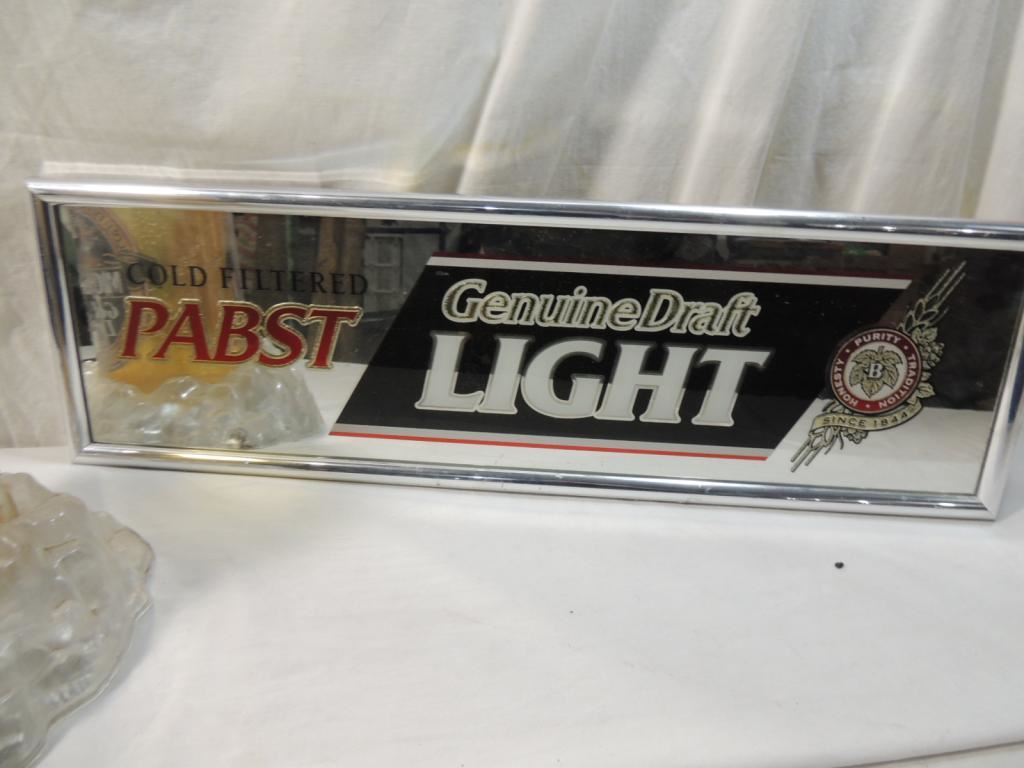 COLD FILTERED
PABST
Genuine Draft
LIGHT
HONESTY • PURITY • TRADITION
B
SINCE 1844